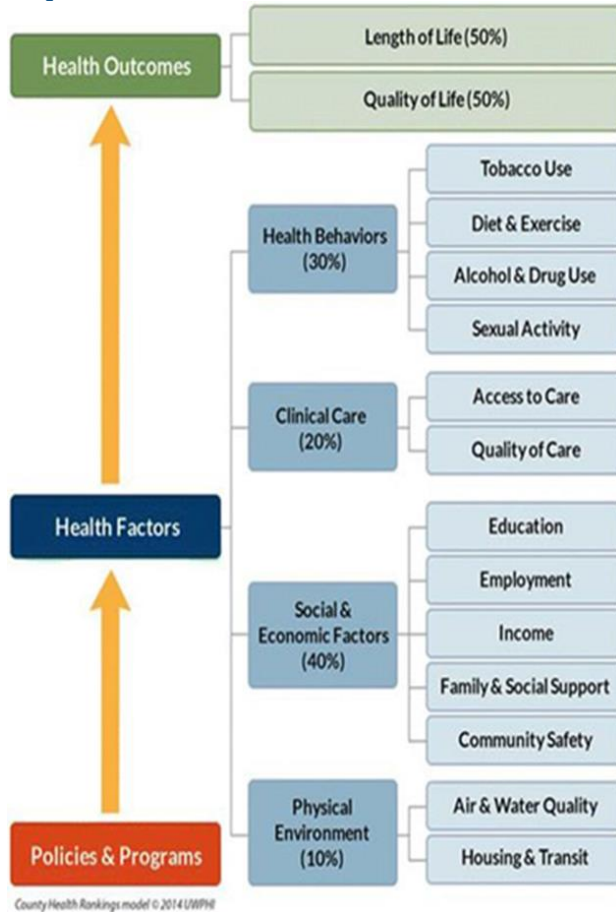 Health Outcomes
Length of Life (50%)
Quality of Life (50%)
Health Behaviors
(30%)
Tobacco Use
Diet & Exercise
Alcohol & Drug Use
Sexual Activity
Clinical Care
(20%)
Access to Care
Quality of Care
Health Factors
Social &
Economic Factors
(40%)
Education
Employment
Income
Family & Social Support
Community Safety
Physical
Environment
(10%)
Air & Water Quality
Housing & Transit
Policies & Programs
County Health Rankings model © 2014 UWPHI